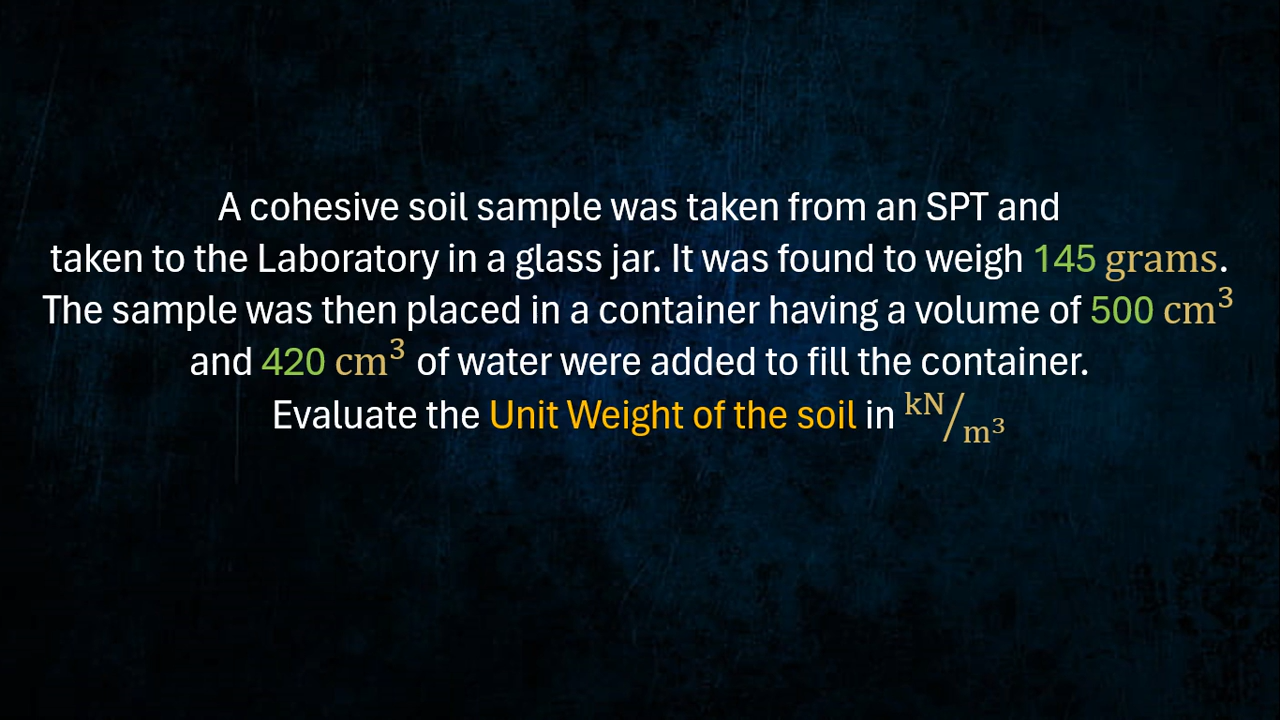 A cohesive soil sample was taken from an SPT and
taken to the Laboratory in a glass jar. It was found to weigh 145 grams.
The sample was then placed in a container having a volume of 500 cm³
and 420 cm³ of water were added to fill the container.
Evaluate the Unit Weight of the soil in kN/m³